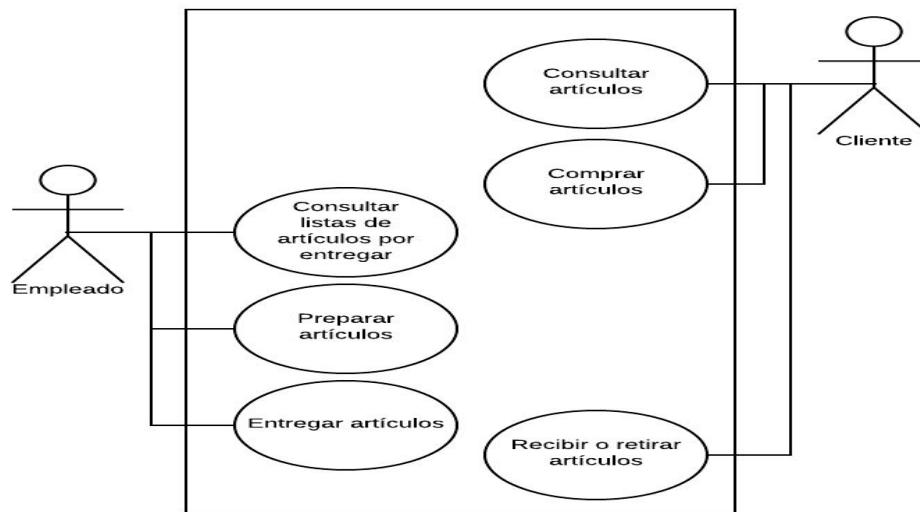 Consultar
artículos
Cliente
Comprar
artículos
Consultar
listas de
artículos por
entregar
Empleado
Preparar
artículos
Entregar artículos
Recibir o retirar
artículos